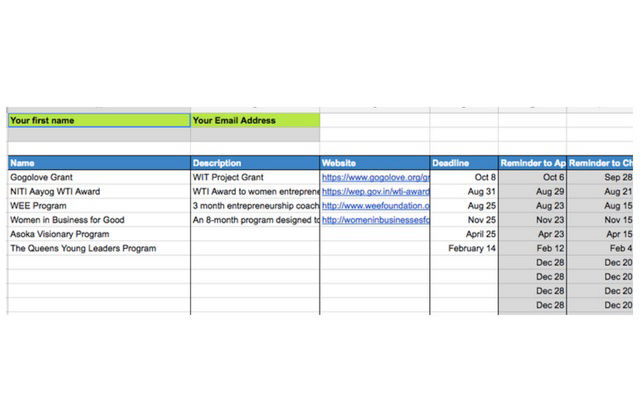 Your first name Your Email Address
Name Description Website Deadline Reminder to Ap Reminder to Ch
Gogolove Grant WIT Project Grant https://www.gogolove.org/gr Oct 8 Oct 6 Sep 28
NITI Aayog WTI Award WTI Award to women entreprene https://wep.gov.in/wti-award Aug 31 Aug 29 Aug 21
WEE Program 3 month entrepreneurship coach http://www.weefoundation.o Aug 25 Aug 23 Aug 15
Women in Business for Good An 8-month program designed to http://womeninbusinessesfo Nov 25 Nov 23 Nov 15
Asoka Visionary Program April 25 Apr 23 Apr 15
The Queens Young Leaders Program February 14 Feb 12 Feb 4
Dec 28 Dec 20
Dec 28 Dec 20
Dec 28 Dec 20
Dec 28 Dec 20